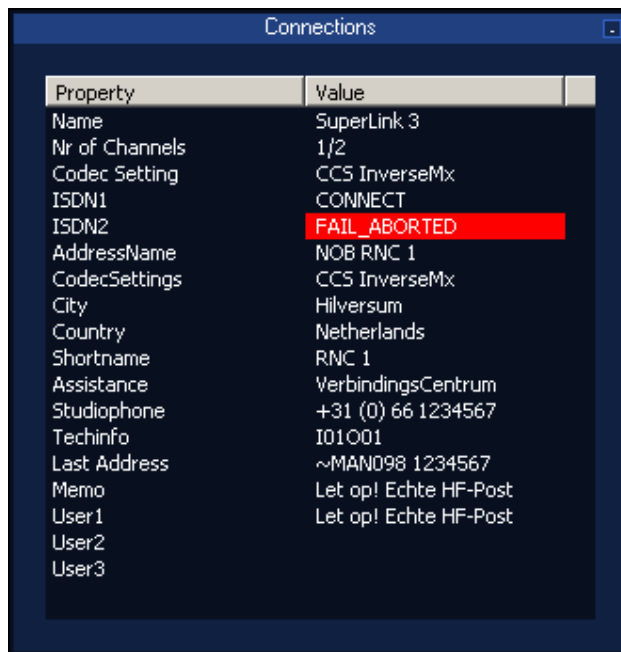 Connections
Property Value
Name SuperLink 3
Nr of Channels 1/2
Codec Setting CCS InverseMx
ISDN1 CONNECT
ISDN2 FAIL_ABORTED
AddressName NOB RNC 1
CodecSettings CCS InverseMx
City Hilversum
Country Netherlands
Shortname RNC 1
Assistance VerbindingsCentrum
Studiophone +31 (0) 66 1234567
Techinfo I01O01
Last Address ~MAN098 1234567
Memo Let op! Echte HF-Post
User1 Let op! Echte HF-Post
User2
User3